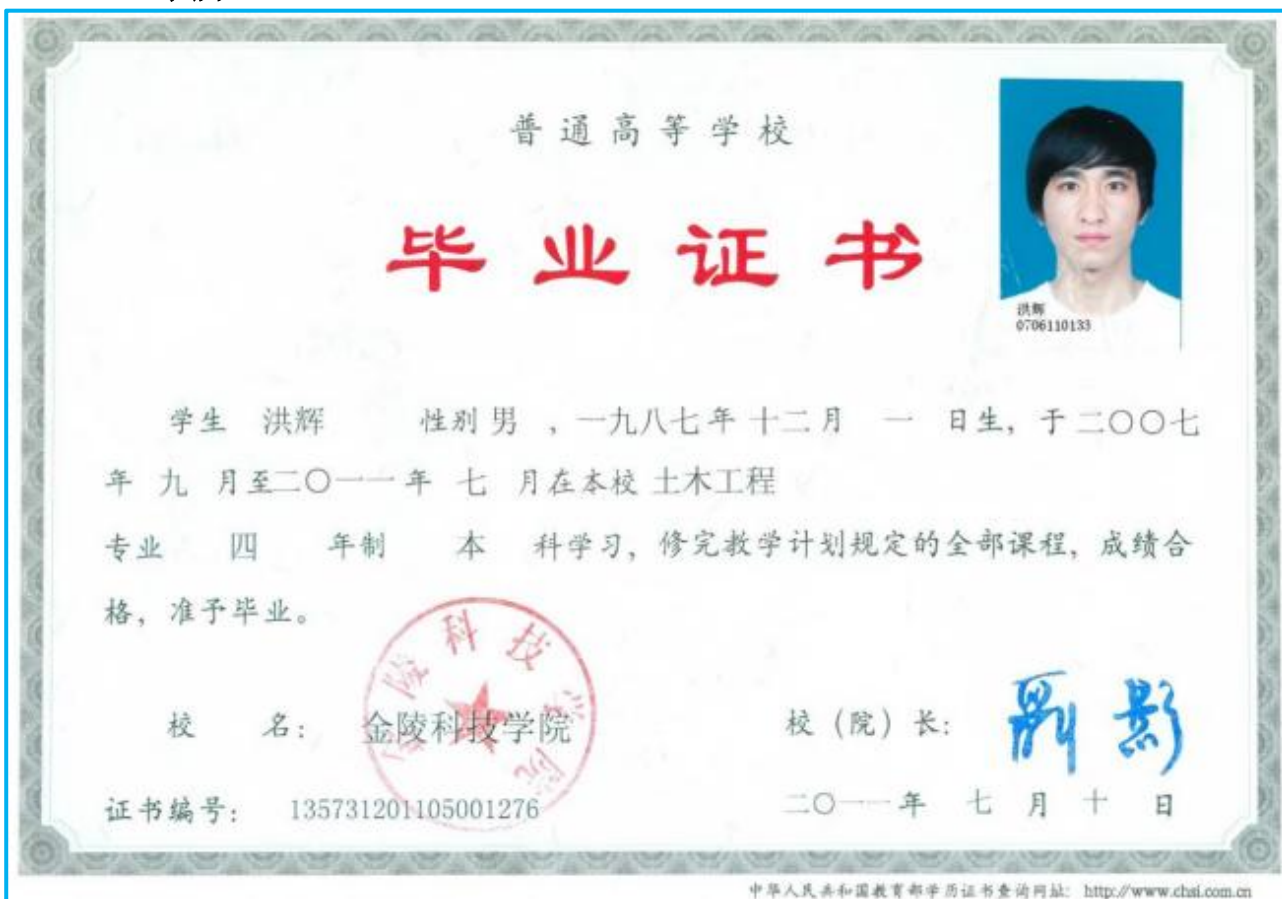 普通高等学校
毕业证书
洪辉
0706110133
学生 洪辉 性别 男 ，一九八七年 十二月 一 日生，于二〇〇七
年 九 月至二〇一一年 七 月在本校 土木工程
专业 四 年制 本 科学习，修完教学计划规定的全部课程，成绩合
格，准予毕业。
金陵科技学院
校 名： 金陵科技学院
校（院）长：
证书编号： 135731201105001276
二〇一一年 七 月 十 日
中华人民共和国教育部学历证书查询网址： http://www.chsi.com.cn